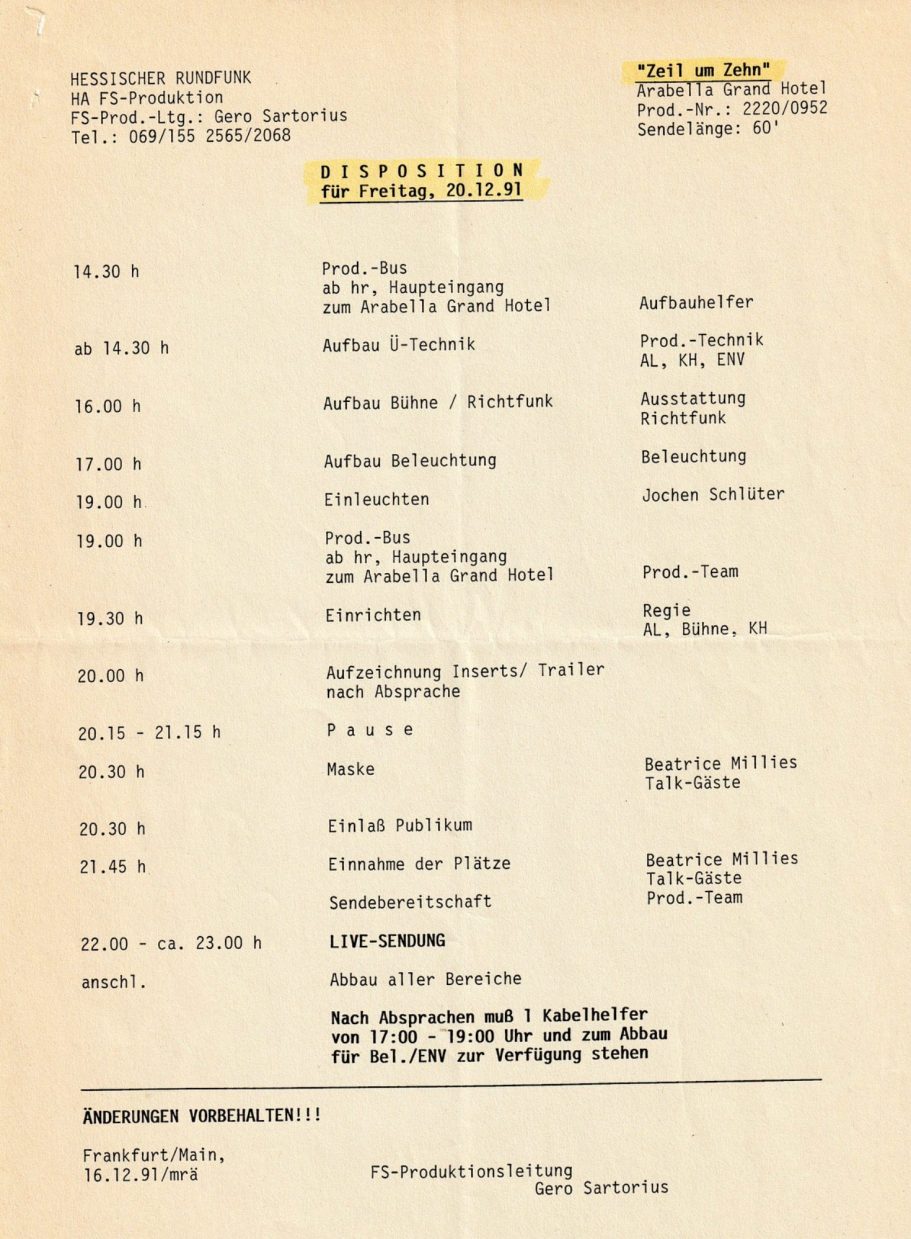 HESSISCHER RUNDFUNK
HA FS-Produktion
FS-Prod.-Ltg.: Gero Sartorius
Tel.: 069/155 2565/2068
"Zeil um Zehn"
Arabella Grand Hotel
Prod.-Nr.: 2220/0952
Sendelänge: 60'
D I S P O S I T I O N
für Freitag, 20.12.91
14.30 h Prod.-Bus
ab hr, Haupteingang
zum Arabella Grand Hotel Aufbauhelfer
ab 14.30 h Aufbau Ü-Technik Prod.-Technik
AL, KH, ENV
16.00 h Aufbau Bühne / Richtfunk Ausstattung
Richtfunk
17.00 h Aufbau Beleuchtung Beleuchtung
19.00 h Einleuchten Jochen Schlüter
19.00 h Prod.-Bus
ab hr, Haupteingang
zum Arabella Grand Hotel Prod.-Team
19.30 h Einrichten Regie
AL, Bühne, KH
20.00 h Aufzeichnung Inserts/ Trailer
nach Absprache
20.15 - 21.15 h P a u s e
20.30 h Maske Beatrice Millies
Talk-Gäste
20.30 h Einlaß Publikum
21.45 h Einnahme der Plätze Beatrice Millies
Talk-Gäste
Sendebereitschaft Prod.-Team
22.00 - ca. 23.00 h LIVE-SENDUNG
anschl. Abbau aller Bereiche
Nach Absprachen muß 1 Kabelhelfer
von 17:00 - 19:00 Uhr und zum Abbau
für Bel./ENV zur Verfügung stehen
ÄNDERUNGEN VORBEHALTEN!!!
Frankfurt/Main,
16.12.91/mrä FS-Produktionsleitung
Gero Sartorius